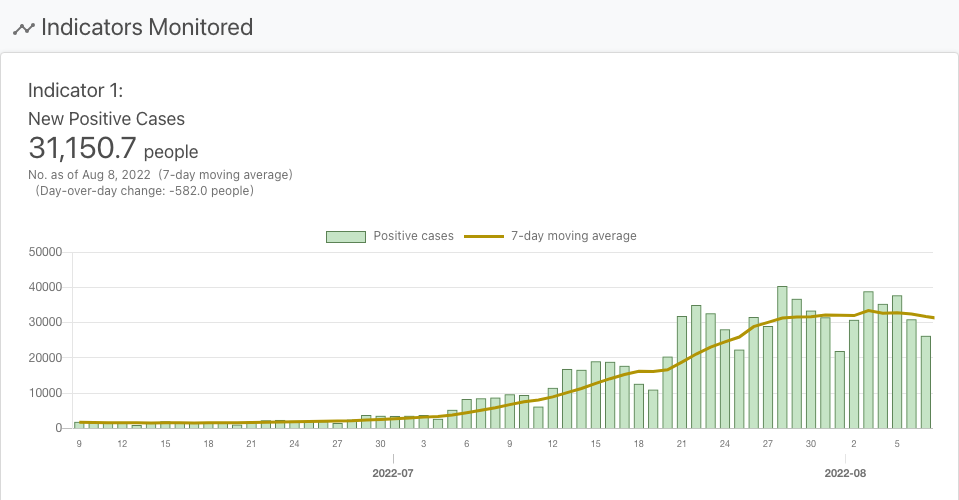 Indicators Monitored
Indicator 1:
New Positive Cases
31,150.7 people
No. as of Aug 8, 2022 (7-day moving average)
(Day-over-day change: -582.0 people)
Positive cases 7-day moving average
50000
40000
30000
20000
10000
0
9 12 15 18 21 24 27 30 3 6 9 12 15 18 21 24 27 30 2 5
2022-07 2022-08